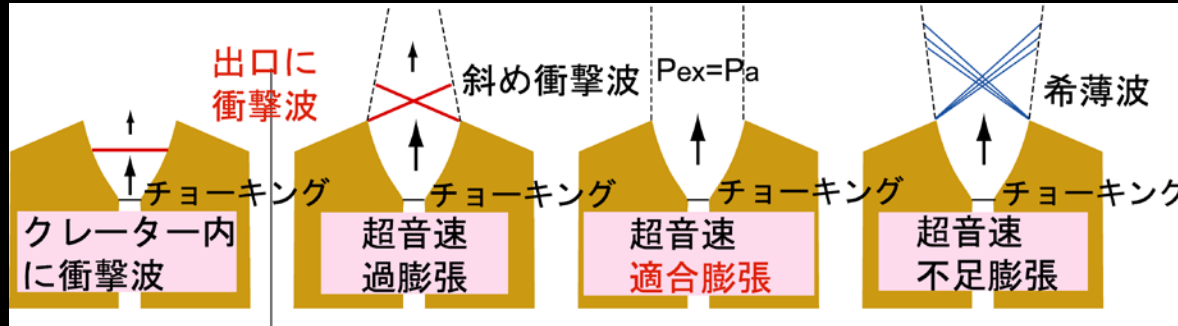 出口に
衝撃波
斜め衝撃波
Pex=Pa
希薄波
チョーキング
チョーキング
チョーキング
チョーキング
クレーター内
に衝撃波
超音速
過膨張
超音速
適合膨張
超音速
不足膨張